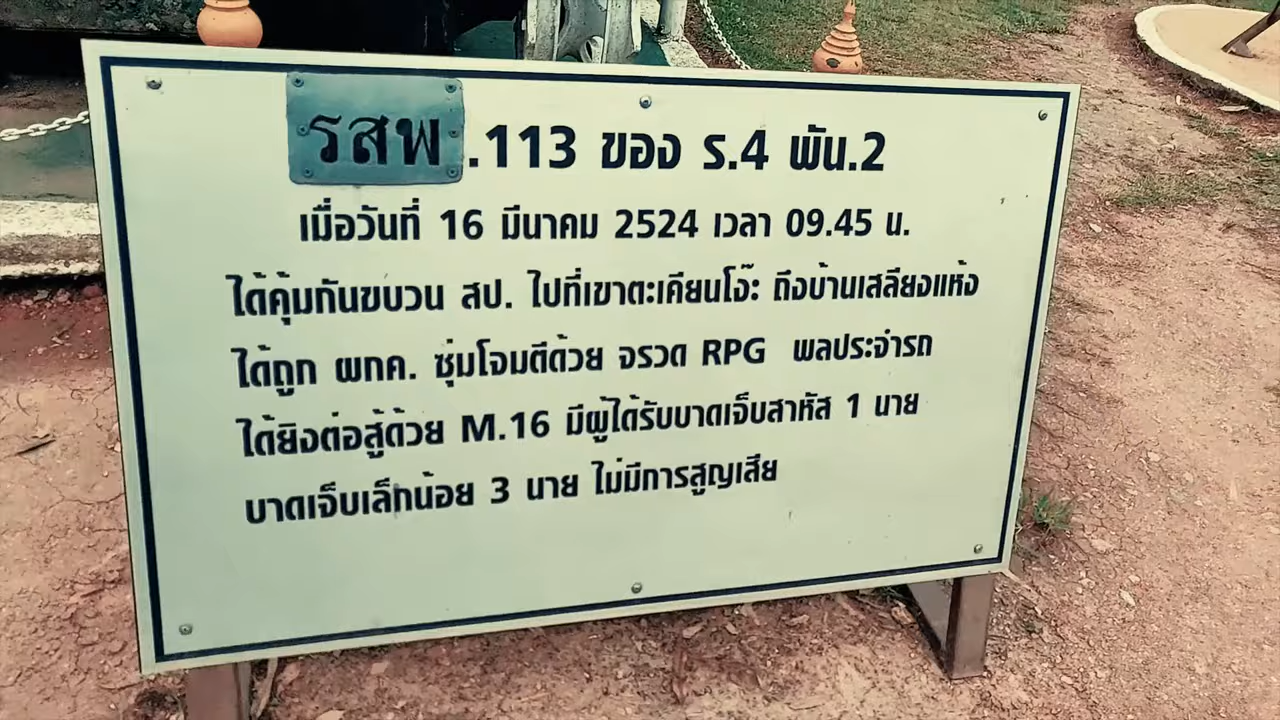 รสพ.113 ของ ร.4 พัน.2
เมื่อวันที่ 16 มีนาคม 2524 เวลา 09.45 น.
ได้คุ้มกันขบวน สป. ไปที่เขาตะเคียนโง๊ะ ถึงบ้านเสลียงแห้ง
ได้ถูก ผกค. ซุ่มโจมตีด้วย จรวด RPG พลประจำรถ
ได้ยิงต่อสู้ด้วย M.16 มีผู้ได้รับบาดเจ็บสาหัส 1 นาย
บาดเจ็บเล็กน้อย 3 นาย ไม่มีการสูญเสีย